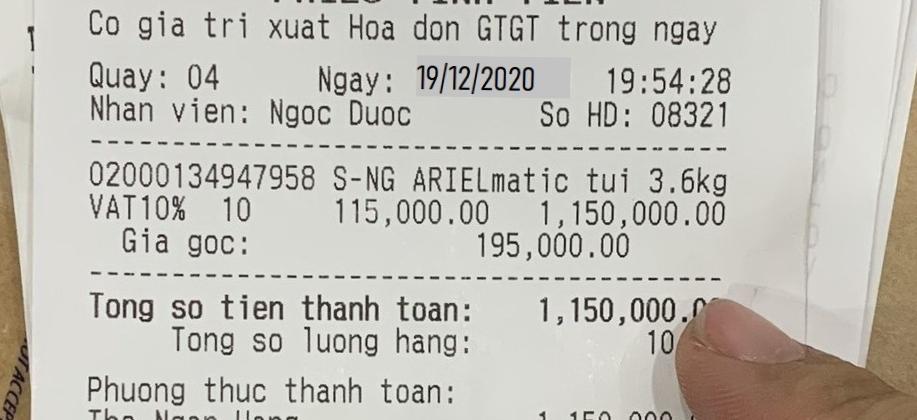 Co gia tri xuat Hoa don GTGT trong ngay
Quay: 04 Ngay: 19/12/2020 19:54:28
Nhan vien: Ngoc Duoc So HD: 08321
02000134947958 S-NG ARIELmatic tui 3.6kg
VAT10% 10 115,000.00 1,150,000.00
Gia goc: 195,000.00
Tong so tien thanh toan: 1,150,000.0
Tong so luong hang: 10
Phuong thuc thanh toan: